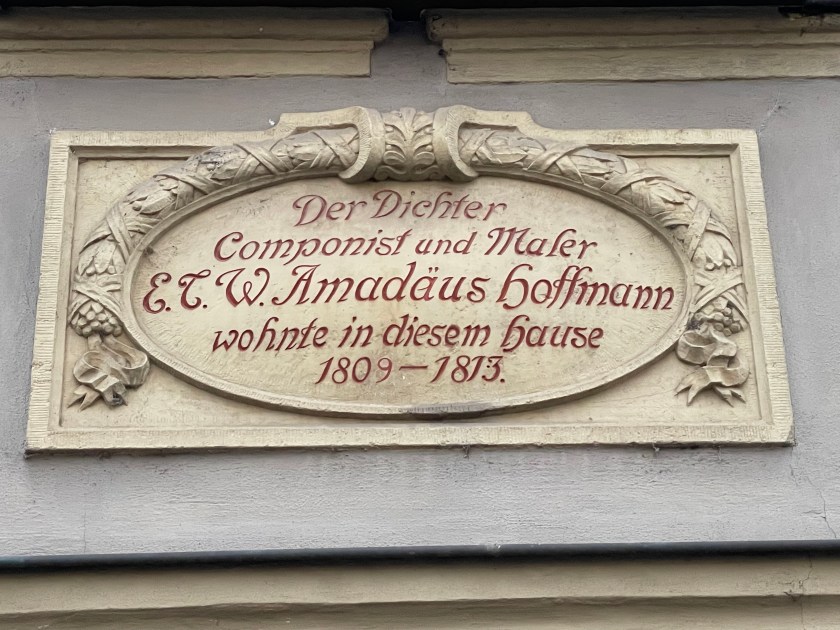 Der Dichter
Componist und Maler
E. T. W. Amadäus Hoffmann
wohnte in diesem Hause
1809 – 1813.